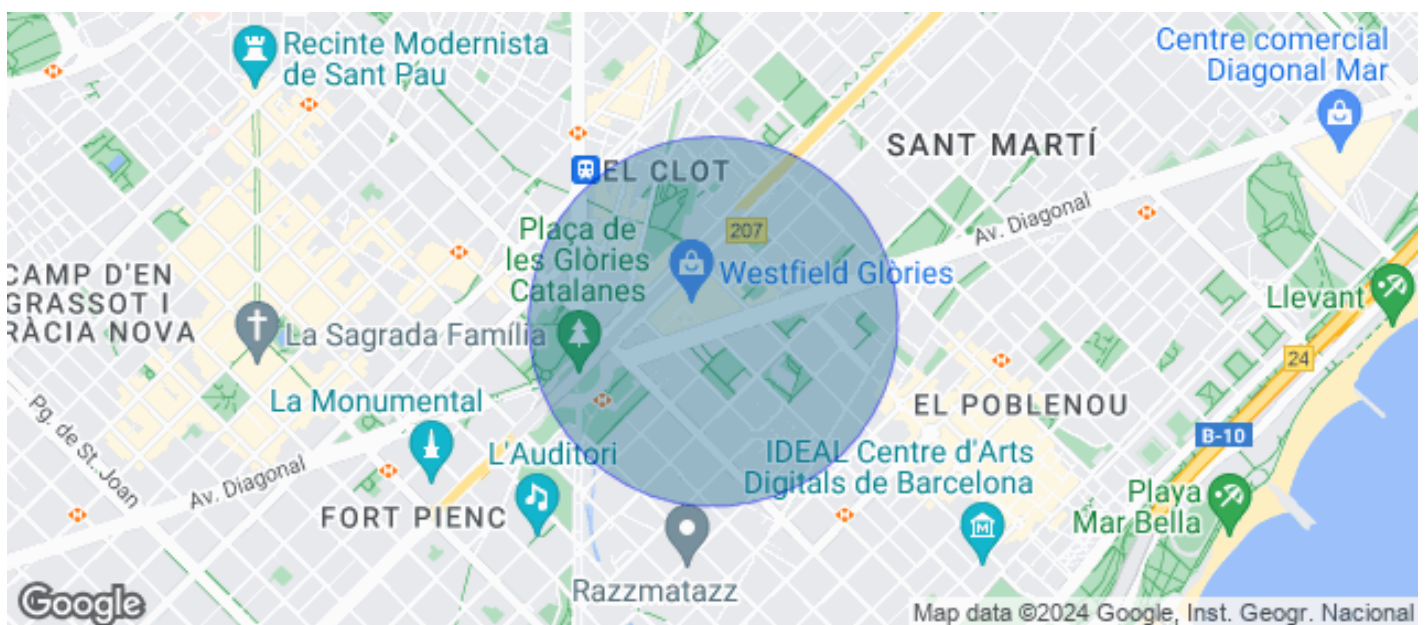 Recinte Modernista
de Sant Pau
Centre comercial
Diagonal Mar
EL CLOT
SANT MARTÍ
207
Av. Diagonal
Plaça de
les Glòries
Catalanes
Westfield Glòries
CAMP D'EN
GRASSOT I
RÀCIA NOVA
La Sagrada Família
Llevant
24
La Monumental
EL POBLENOU
Pg. de St. Joan
B-10
L'Auditori
IDEAL Centre d'Arts
Digitals de Barcelona
Av. Diagonal
FORT PIENC
Playa
Mar Bella
Razzmatazz
Google
Map data ©2024 Google, Inst. Geogr. Nacional